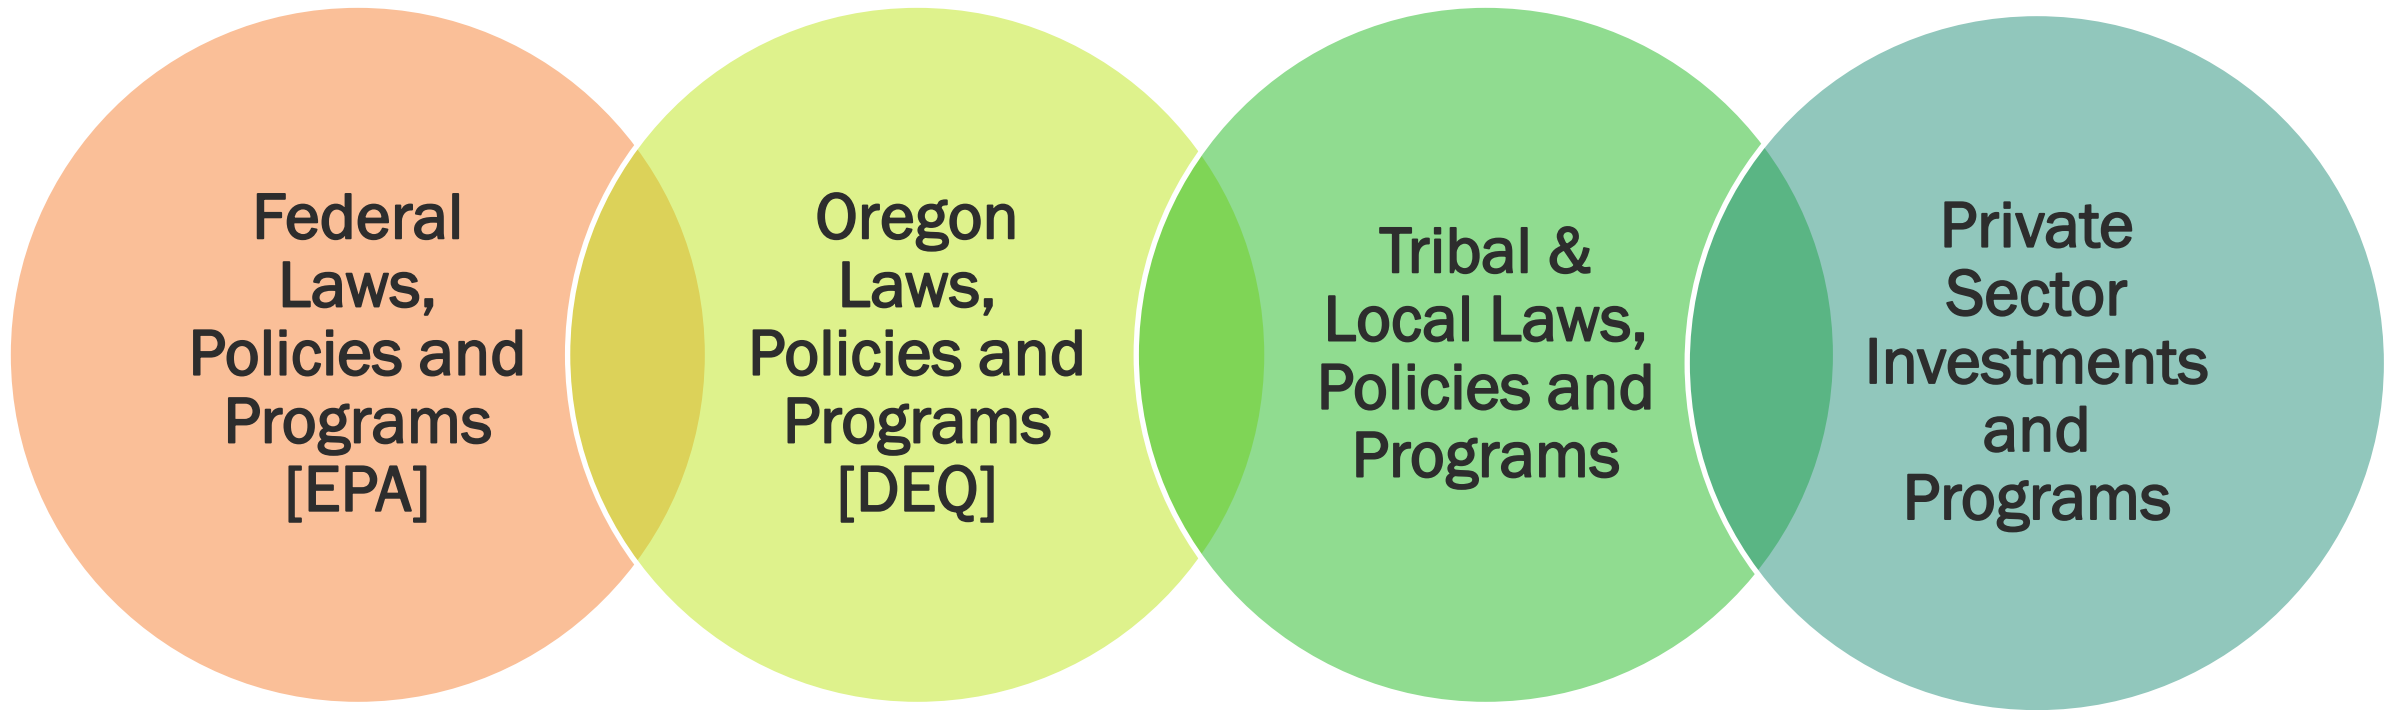 Federal
Laws,
Policies and
Programs
[EPA]
Oregon
Laws,
Policies and
Programs
[DEQ]
Tribal &
Local Laws,
Policies and
Programs
Private
Sector
Investments
and
Programs